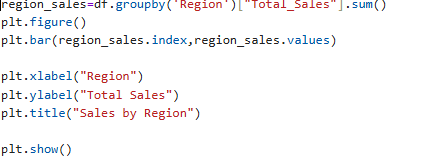 region_sales=df.groupby('Region')["Total_Sales"].sum()
plt.figure()
plt.bar(region_sales.index,region_sales.values)
plt.xlabel("Region")
plt.ylabel("Total Sales")
plt.title("Sales by Region")
plt.show()